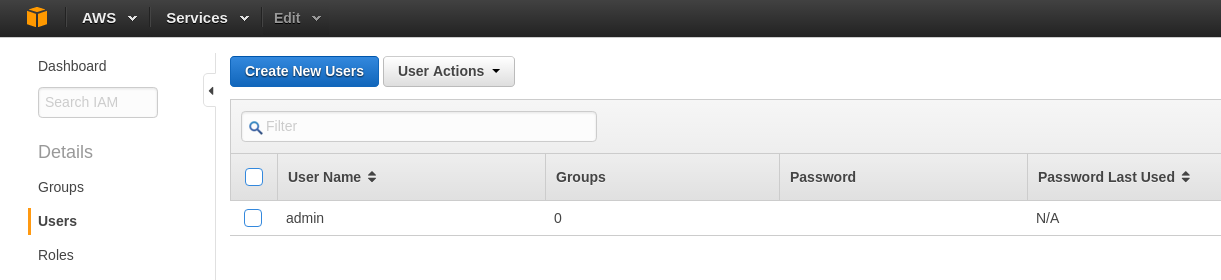 AWS Services Edit
Dashboard
Search IAM
Details
Groups
Users
Roles
Create New Users User Actions
Filter
User Name Groups Password Password Last Used
admin 0 N/A